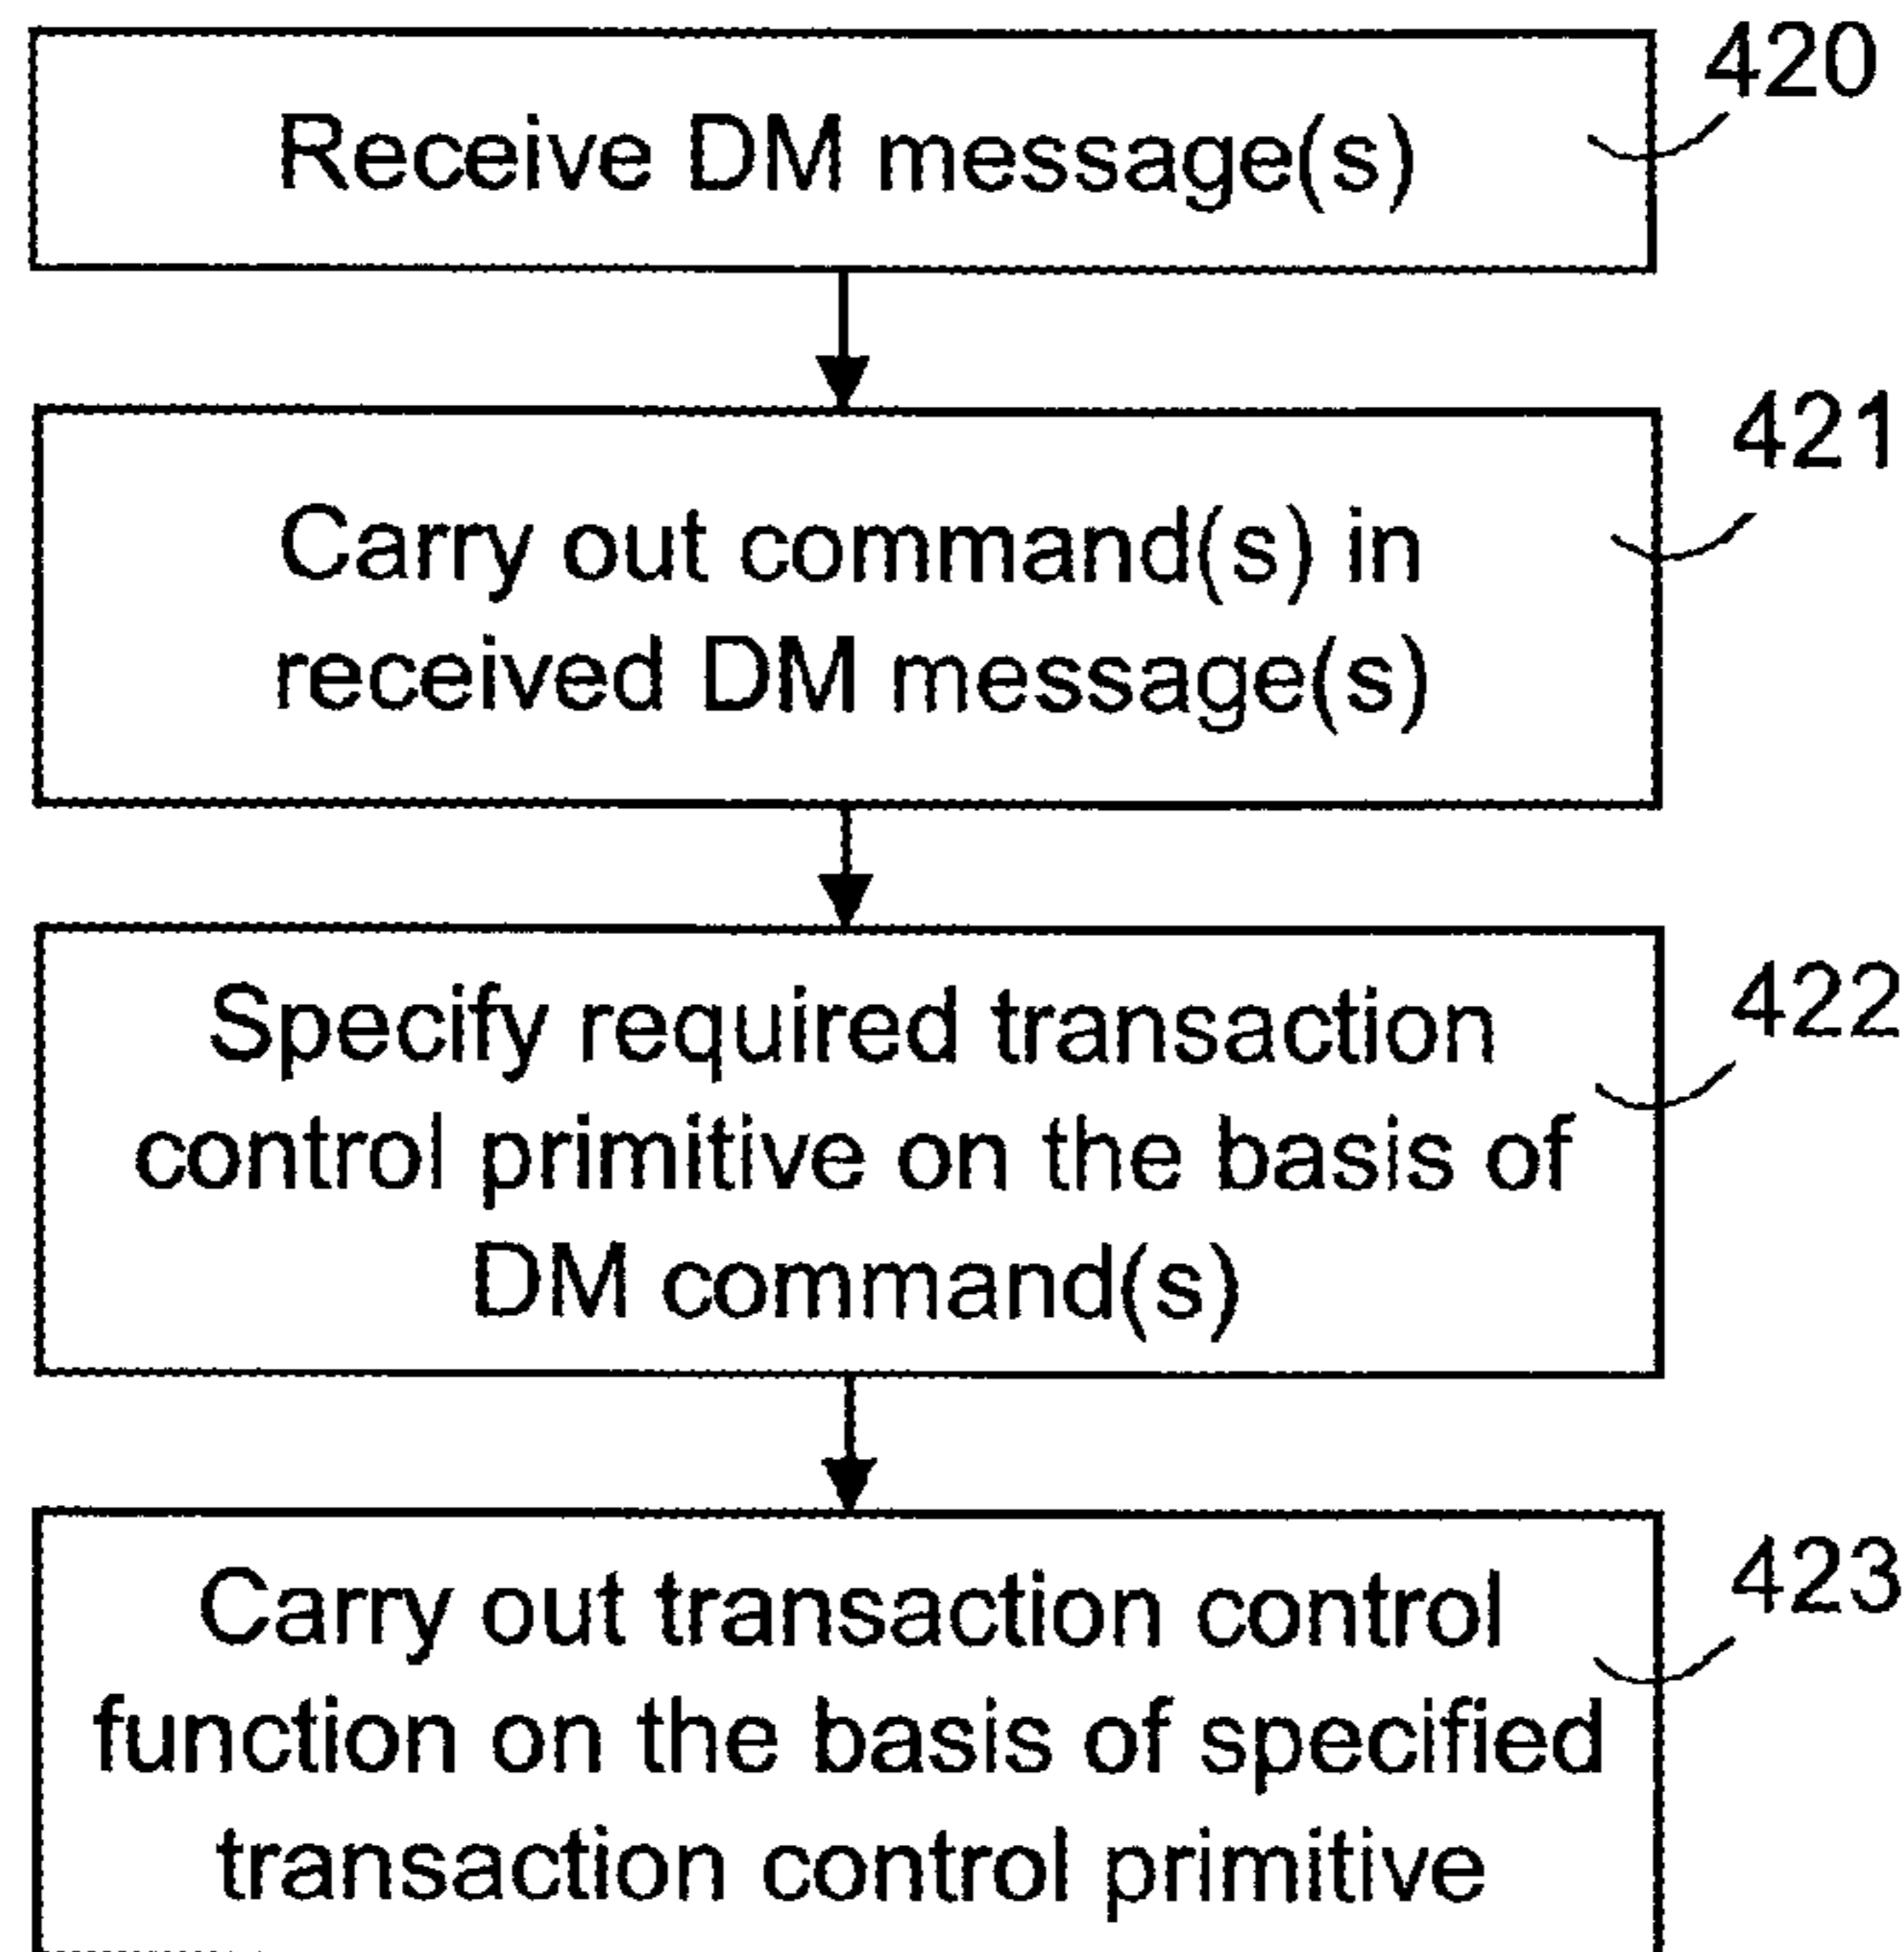 420
Receive DM message(s)
421
Carry out command(s) in
received DM message(s)
422
Specify required transaction
control primitive on the basis of
DM command(s)
423
Carry out transaction control
function on the basis of specified
transaction control primitive